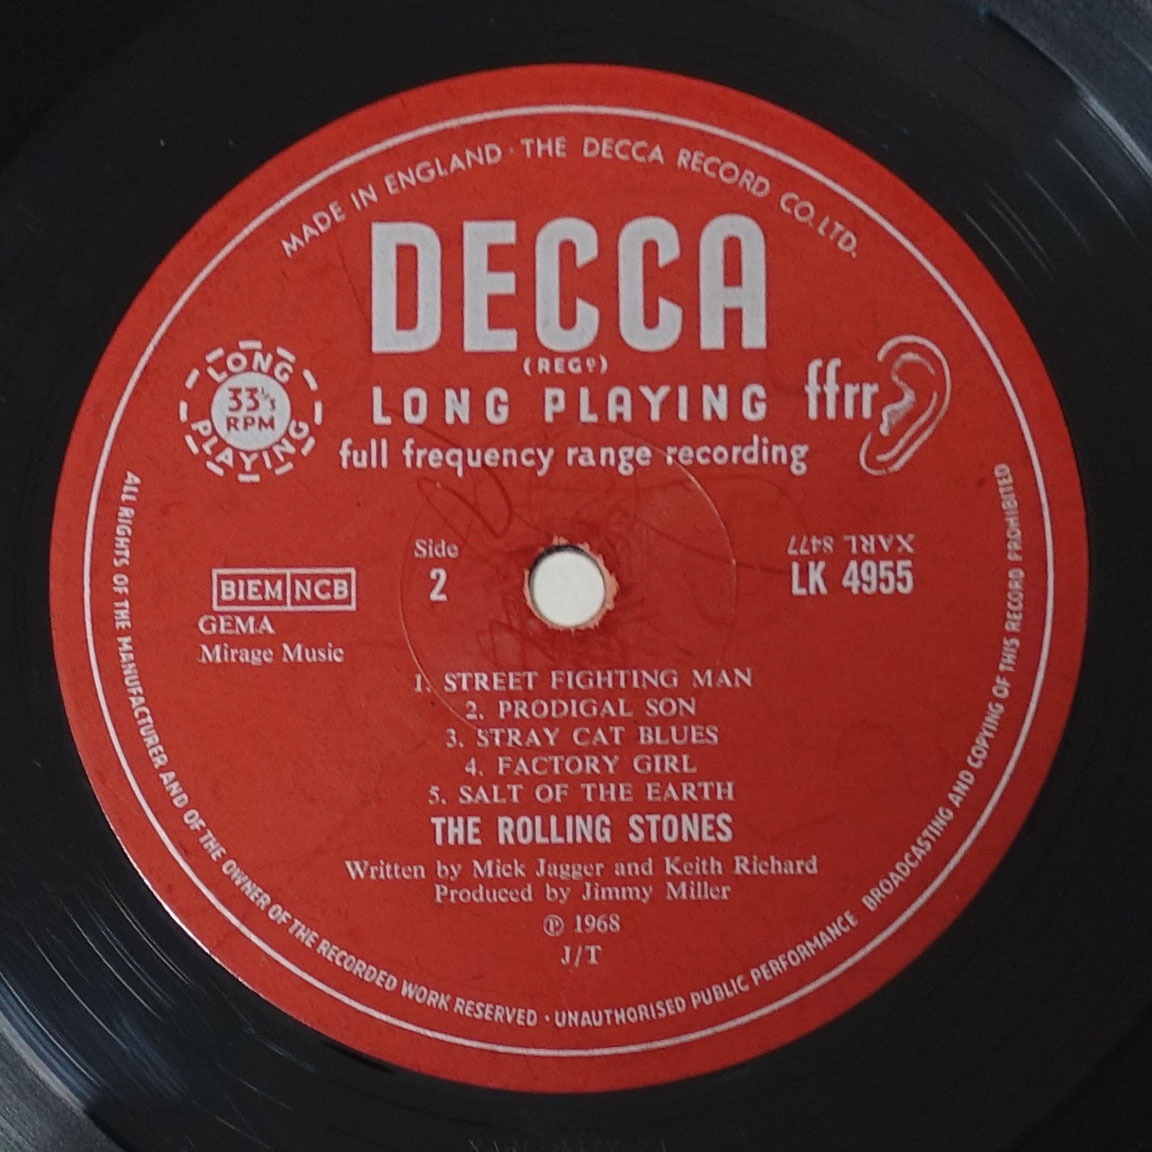 MADE IN ENGLAND · THE DECCA RECORD CO. LTD.
DECCA
(REGD)
LONG PLAYING
ffrr
full frequency range recording
LONG
33⅓
RPM
PLAYING
Side
2
XARL 8477
LK 4955
BIEM NCB
GEMA
Mirage Music
1. STREET FIGHTING MAN
2. PRODIGAL SON
3. STRAY CAT BLUES
4. FACTORY GIRL
5. SALT OF THE EARTH
THE ROLLING STONES
Written by Mick Jagger and Keith Richard
Produced by Jimmy Miller
℗ 1968
J/T
ALL RIGHTS OF THE MANUFACTURER AND OF THE OWNER OF THE RECORDED WORK RESERVED · UNAUTHORISED PUBLIC PERFORMANCE BROADCASTING AND COPYING OF THIS RECORD PROHIBITED